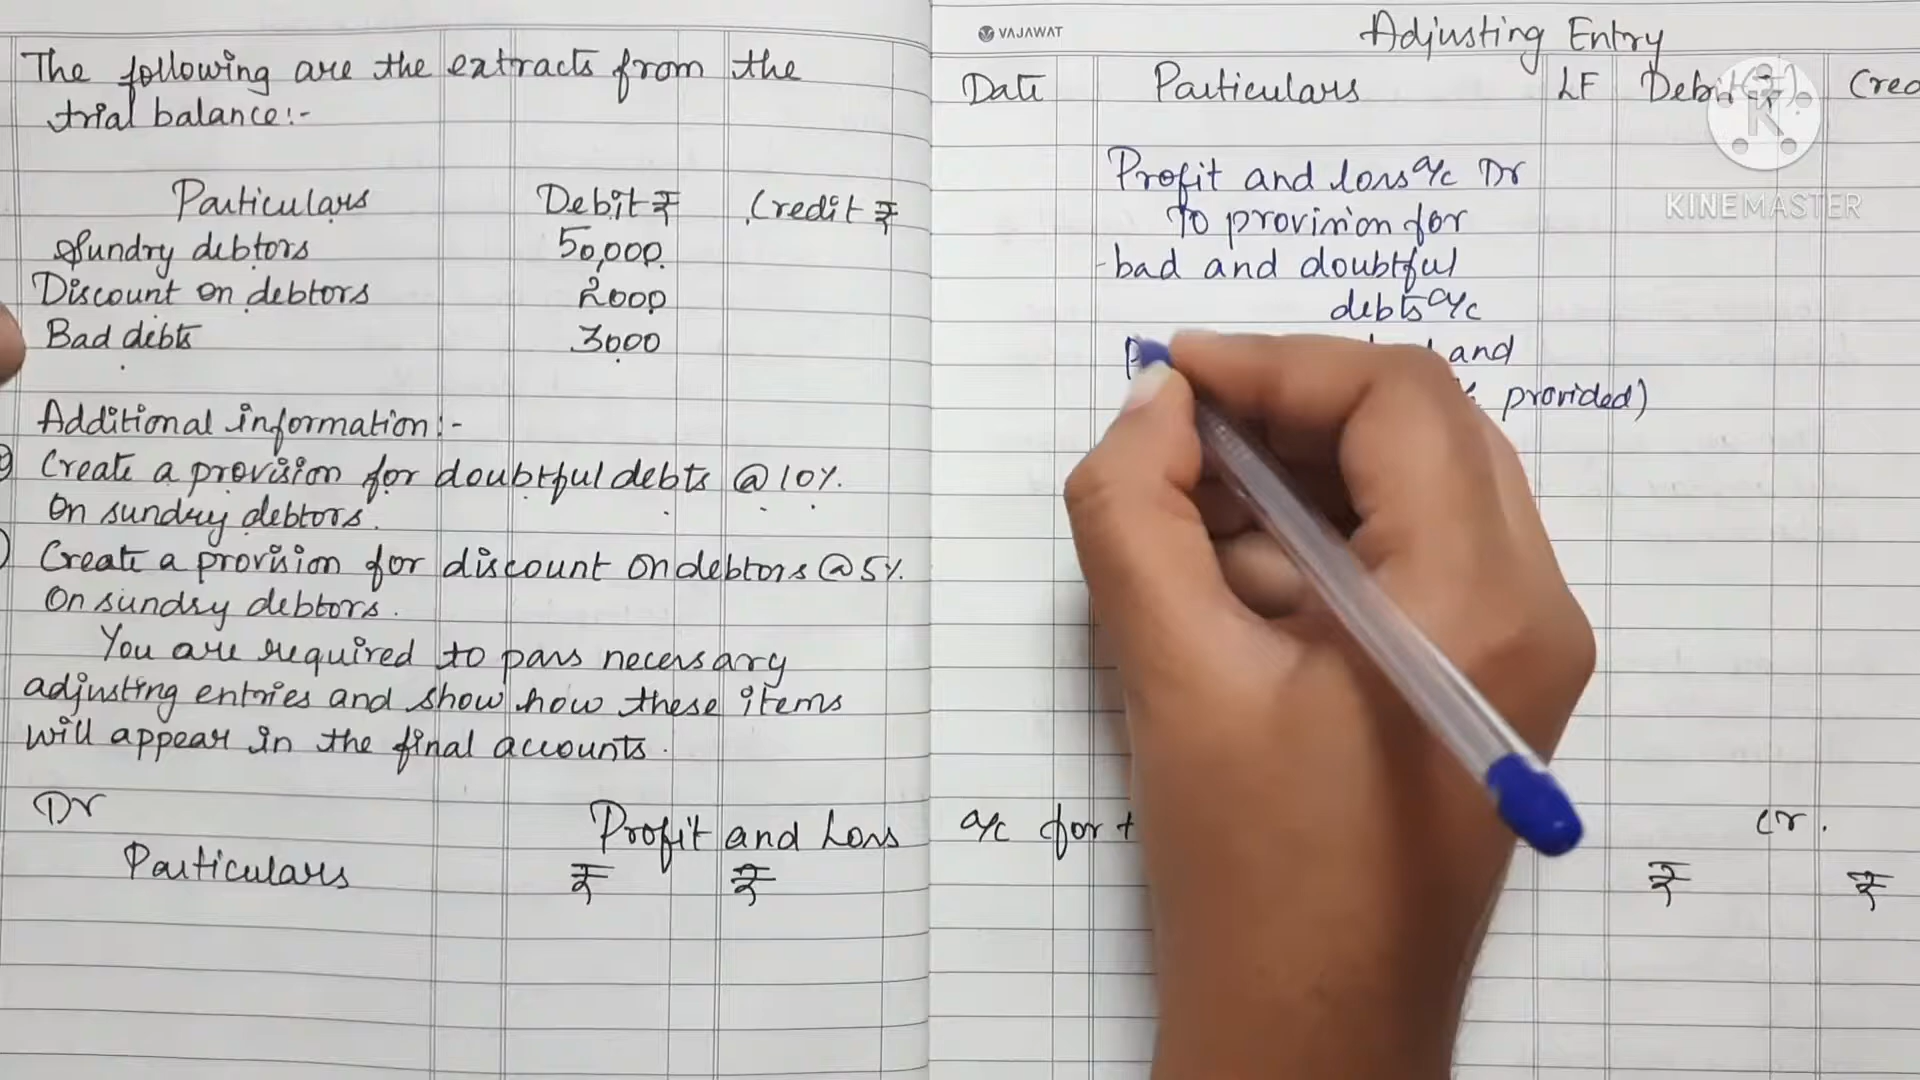 The following are the extracts from the
trial balance:-
Particulars Debit ₹ Credit ₹
Sundry debtors 50,000
Discount on debtors 2000
Bad debts 3000
Additional information:-
Create a provision for doubtful debts @ 10%
On sundry debtors.
Create a provision for discount on debtors @ 5%
On sundry debtors.
You are required to pass necessary
adjusting entries and show how these items
will appear in the final accounts.
Dr Profit and Loss a/c for Cr.
Particulars ₹ ₹ ₹ ₹
VAJAWAT
Adjusting Entry
Date Particulars LF
Profit and loss a/c Dr
To provision for
bad and doubtful
debts a/c
and
provided)
KINEMASTER